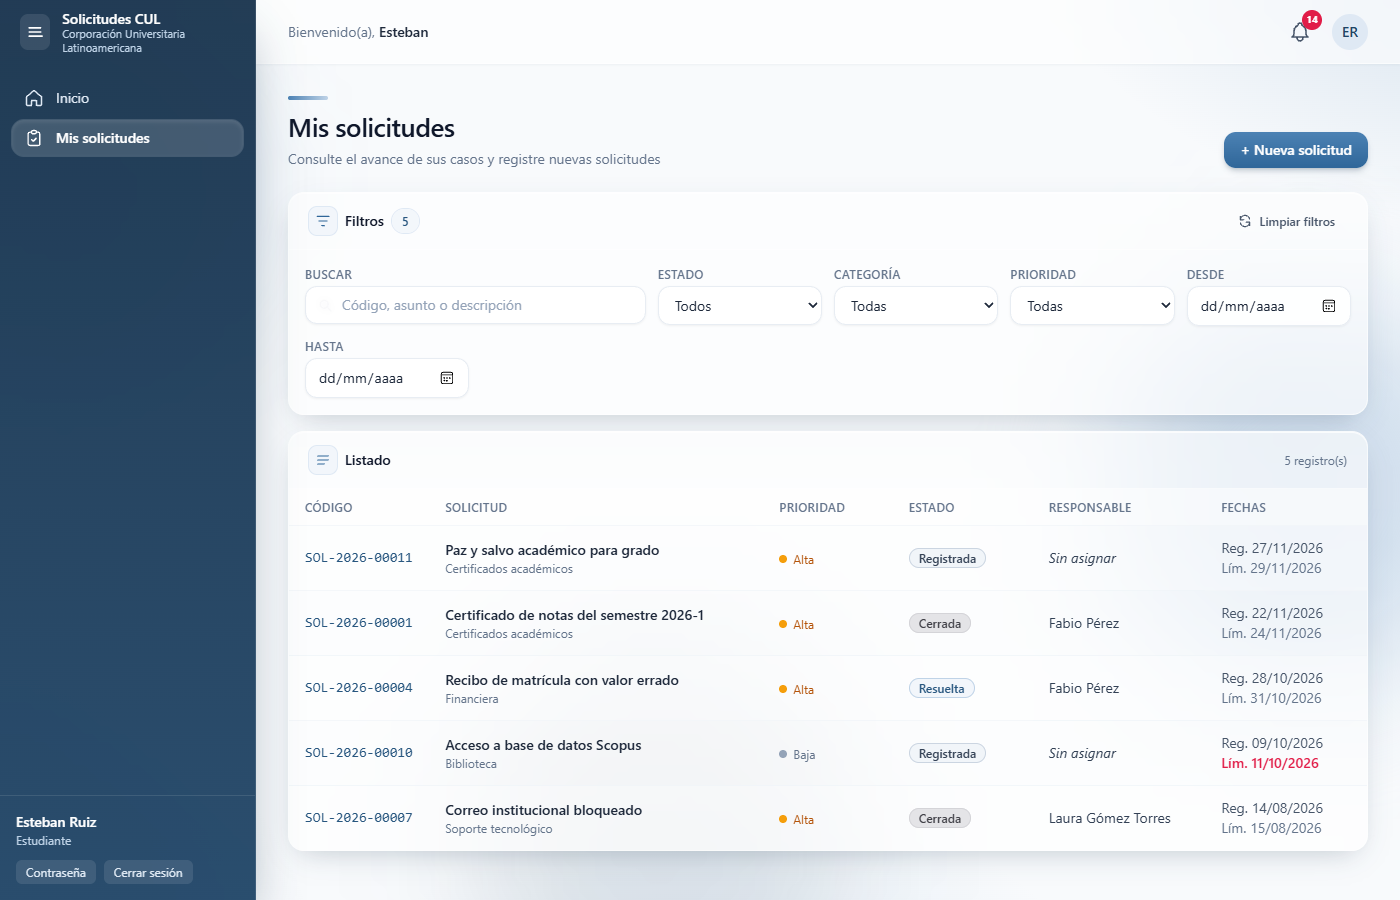 Solicitudes CUL
Corporación Universitaria
Latinoamericana
Inicio
Mis solicitudes
Esteban Ruiz
Estudiante
Contraseña
Cerrar sesión
Bienvenido(a), Esteban
14
ER
Mis solicitudes
Consulte el avance de sus casos y registre nuevas solicitudes
+ Nueva solicitud
Filtros 5
Limpiar filtros
BUSCAR ESTADO CATEGORÍA PRIORIDAD DESDE
Código, asunto o descripción Todos Todas Todas dd/mm/aaaa
HASTA
dd/mm/aaaa
Listado
5 registro(s)
CÓDIGO SOLICITUD PRIORIDAD ESTADO RESPONSABLE FECHAS
SOL-2026-00011 Paz y salvo académico para grado Alta Registrada Sin asignar Reg. 27/11/2026
Certificados académicos Lím. 29/11/2026
SOL-2026-00001 Certificado de notas del semestre 2026-1 Alta Cerrada Fabio Pérez Reg. 22/11/2026
Certificados académicos Lím. 24/11/2026
SOL-2026-00004 Recibo de matrícula con valor errado Alta Resuelta Fabio Pérez Reg. 28/10/2026
Financiera Lím. 31/10/2026
SOL-2026-00010 Acceso a base de datos Scopus Baja Registrada Sin asignar Reg. 09/10/2026
Biblioteca Lím. 11/10/2026
SOL-2026-00007 Correo institucional bloqueado Alta Cerrada Laura Gómez Torres Reg. 14/08/2026
Soporte tecnológico Lím. 15/08/2026